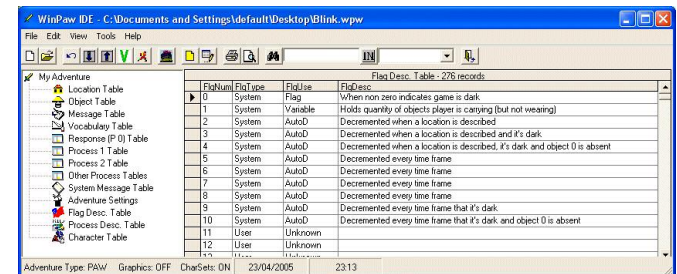 WinPaw IDE - C:\Documents and Settings\default\Desktop\Blink.wpw
File Edit View Tools Help
IN
My Adventure
Location Table
Object Table
Message Table
Vocabulary Table
Response (P 0) Table
Process 1 Table
Process 2 Table
Other Process Tables
System Message Table
Adventure Settings
Flag Desc. Table
Process Desc. Table
Character Table
Flag Desc. Table - 276 records
FlgNum FlgType FlgUse FlgDesc
0 System Flag When non zero indicates game is dark
1 System Variable Holds quantity of objects player is carrying (but not wearing)
2 System AutoD Decremented when a location is described
3 System AutoD Decremented when a location is described and it's dark
4 System AutoD Decremented when a location is described, it's dark and object 0 is absent
5 System AutoD Decremented every time frame
6 System AutoD Decremented every time frame
7 System AutoD Decremented every time frame
8 System AutoD Decremented every time frame
9 System AutoD Decremented every time frame that it's dark
10 System AutoD Decremented every time frame that it's dark and object 0 is absent
11 User Unknown
12 User Unknown
Adventure Type: PAW Graphics: OFF CharSets: ON 23/04/2005 23:13